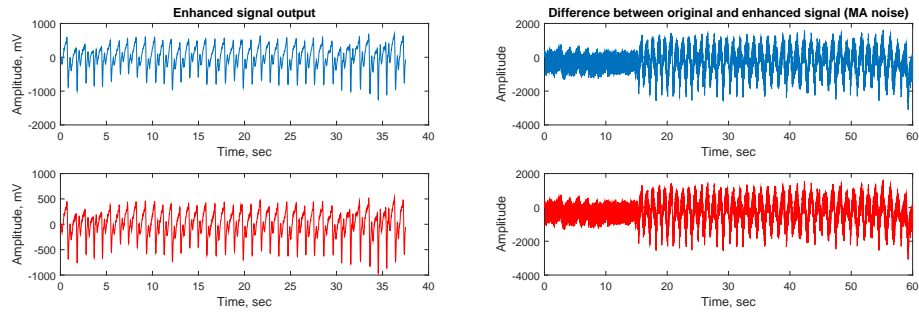 Enhanced signal output
Amplitude, mV
1000
0
-1000
-2000
0 5 10 15 20 25 30 35 40
Time, sec
Difference between original and enhanced signal (MA noise)
Amplitude
2000
0
-2000
-4000
0 10 20 30 40 50 60
Time, sec
Amplitude, mV
1000
500
0
-500
-1000
0 5 10 15 20 25 30 35 40
Time, sec
Amplitude
2000
0
-2000
-4000
0 10 20 30 40 50 60
Time, sec